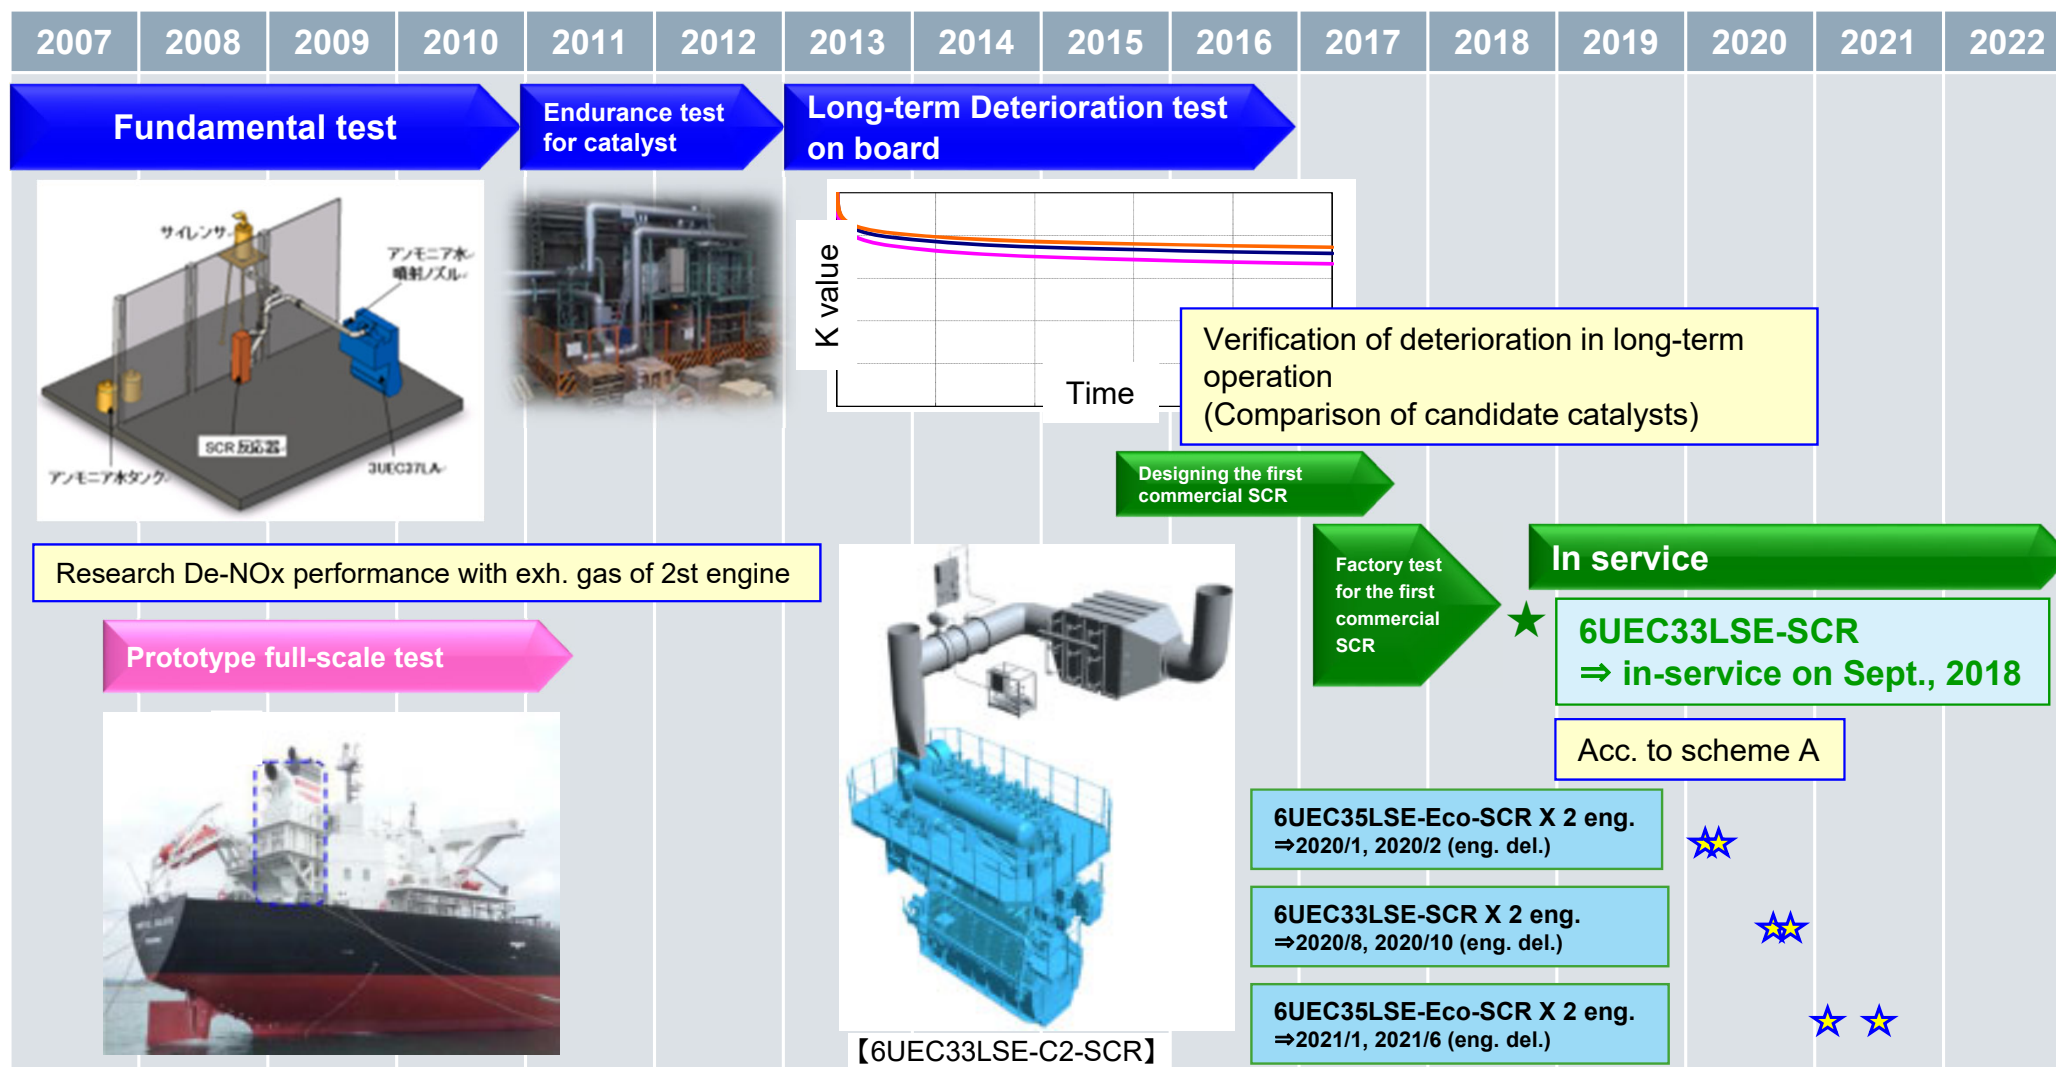 2007 2008 2009 2010 2011 2012 2013 2014 2015 2016 2017 2018 2019 2020 2021 2022
Fundamental test
Endurance test
for catalyst
Long-term Deterioration test
on board
サイレンサ
アンモニア水
噴射ノズル
SCR反応器
3UEC37LA
アンモニア水タンク
K value
Time
Verification of deterioration in long-term
operation
(Comparison of candidate catalysts)
Designing the first
commercial SCR
Research De-NOx performance with exh. gas of 2st engine
Factory test
for the first
commercial
SCR
In service
6UEC33LSE-SCR
⇒ in-service on Sept., 2018
Prototype full-scale test
Acc. to scheme A
6UEC35LSE-Eco-SCR X 2 eng.
⇒2020/1, 2020/2 (eng. del.)
6UEC33LSE-SCR X 2 eng.
⇒2020/8, 2020/10 (eng. del.)
6UEC35LSE-Eco-SCR X 2 eng.
⇒2021/1, 2021/6 (eng. del.)
【6UEC33LSE-C2-SCR】